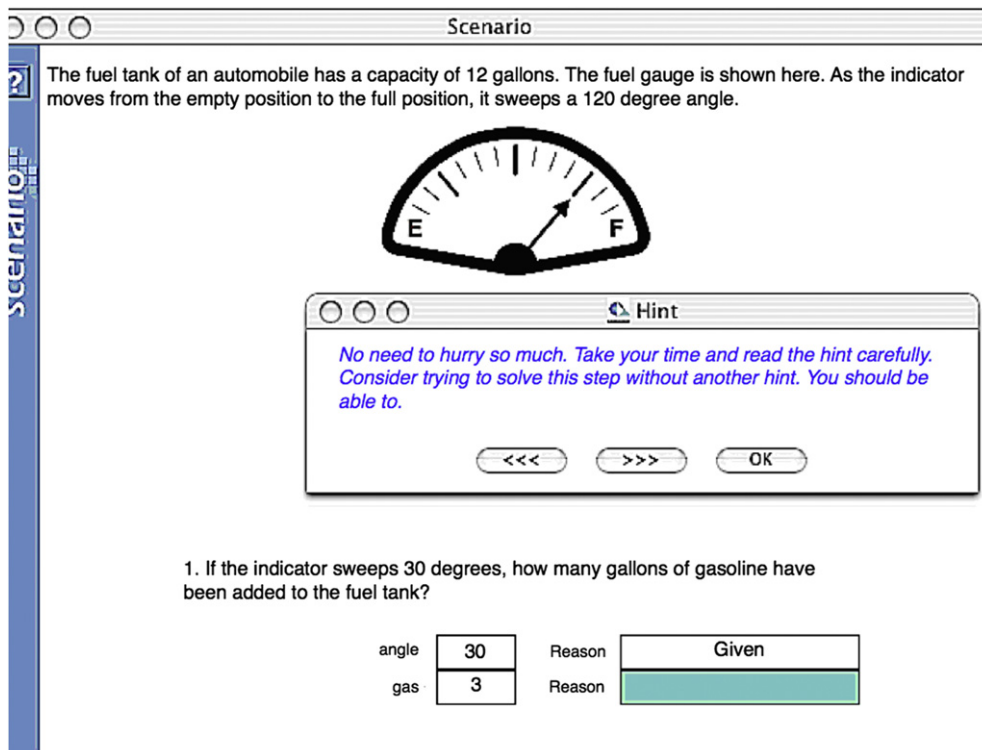 Scenario
?
The fuel tank of an automobile has a capacity of 12 gallons. The fuel gauge is shown here. As the indicator
moves from the empty position to the full position, it sweeps a 120 degree angle.
scenario
E F
Hint
No need to hurry so much. Take your time and read the hint carefully.
Consider trying to solve this step without another hint. You should be
able to.
<<< >>> OK
1. If the indicator sweeps 30 degrees, how many gallons of gasoline have
been added to the fuel tank?
angle 30 Reason Given
gas 3 Reason